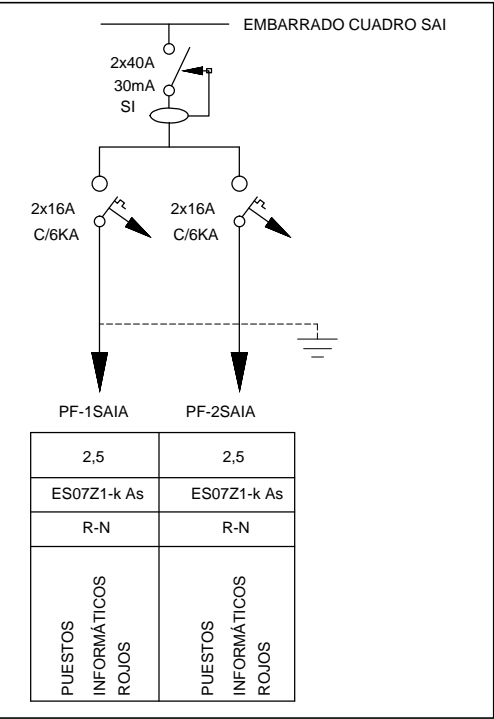 EMBARRADO CUADRO SAI
2x40A
30mA
SI
2x16A
C/6KA
2x16A
C/6KA
PF-1SAIA
PF-2SAIA
2,5
2,5
ES07Z1-k As
ES07Z1-k As
R-N
R-N
PUESTOS
INFORMÁTICOS
ROJOS
PUESTOS
INFORMÁTICOS
ROJOS